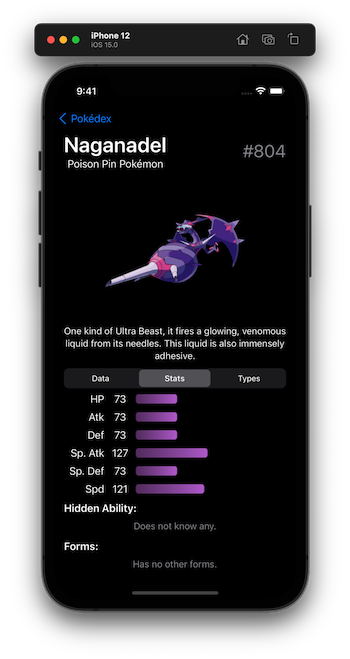 iPhone 12
iOS 15.0
9:41
Pokédex
Naganadel
#804
Poison Pin Pokémon
One kind of Ultra Beast, it fires a glowing, venomous
liquid from its needles. This liquid is also immensely
adhesive.
Data Stats Types
HP 73
Atk 73
Def 73
Sp. Atk 127
Sp. Def 73
Spd 121
Hidden Ability:
Does not know any.
Forms:
Has no other forms.